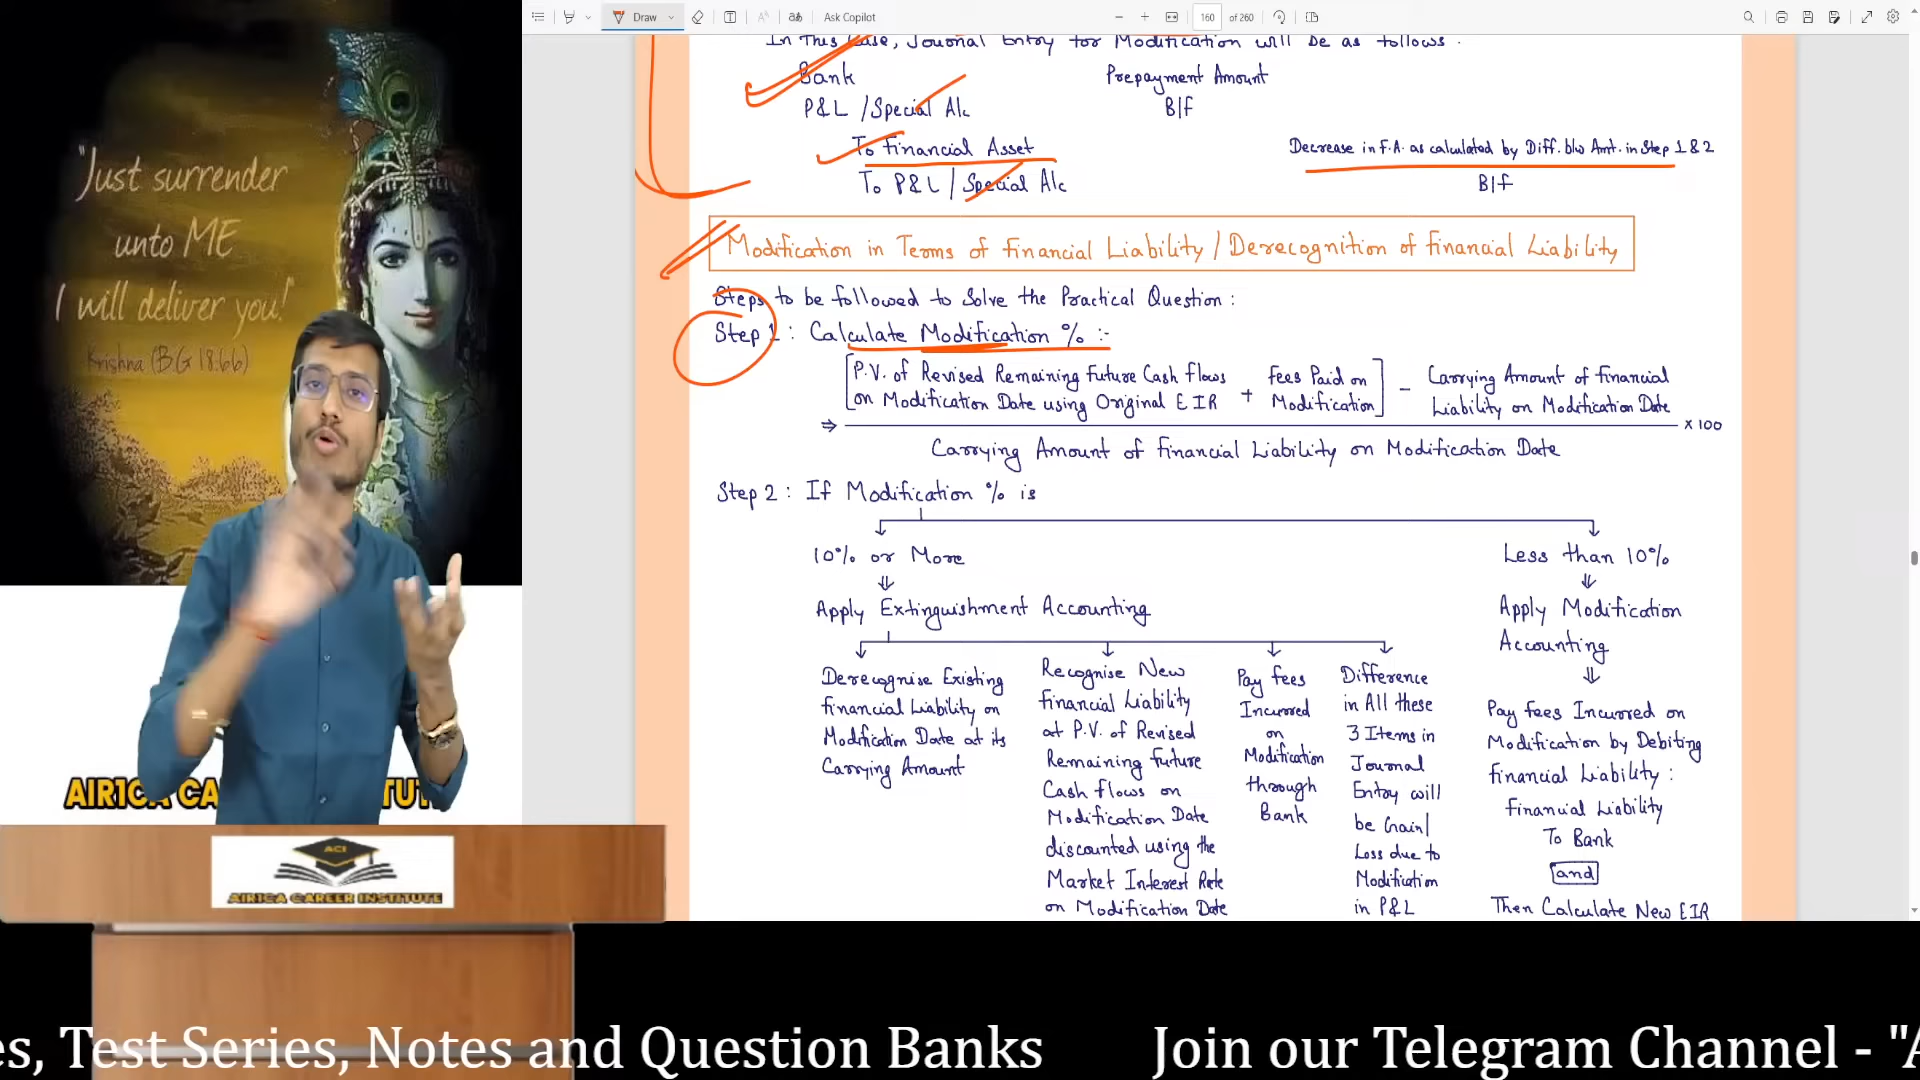 Draw
Ask Copilot
160 of 260
In This Case, Journal Entry for Modification will be as follows.
Bank Prepayment Amount
P&L / Special A/c B/f
To Financial Asset Decrease in F.A. as calculated by Diff. b/w Amt. in Step 1 & 2
To P&L / Special A/c B/f
Modification in Terms of Financial Liability / Derecognition of Financial Liability
Steps to be followed to Solve the Practical Question :
Step 1 : Calculate Modification % :-
P.V. of Revised Remaining Future Cash Flows on Modification Date using Original EIR + Fees Paid on Modification - Carrying Amount of Financial Liability on Modification Date
⇒ × 100
Carrying Amount of Financial Liability on Modification Date
Step 2 : If Modification % is
10% or More
Less than 10%
Apply Extinguishment Accounting
Apply Modification
Accounting
Derecognise Existing
Financial Liability on
Modification Date at its
Carrying Amount
Recognise New
Financial Liability
at P.V. of Revised
Remaining Future
Cash Flows on
Modification Date
discounted using the
Market Interest Rate
on Modification Date
Pay Fees
Incurred
on
Modification
through
Bank
Difference
in All these
3 Items in
Journal
Entry will
be Gain/
Loss due to
Modification
in P&L
Pay Fees Incurred on
Modification by Debiting
Financial Liability :
Financial Liability
To Bank
and
Then Calculate New EIR
"Just surrender
unto ME
I will deliver you!"
Krishna (B.G 18:66)
AIR1CA CA TUT
ACI
AIR1CA CAREER INSTITUTE
es, Test Series, Notes and Question Banks Join our Telegram Channel - "A